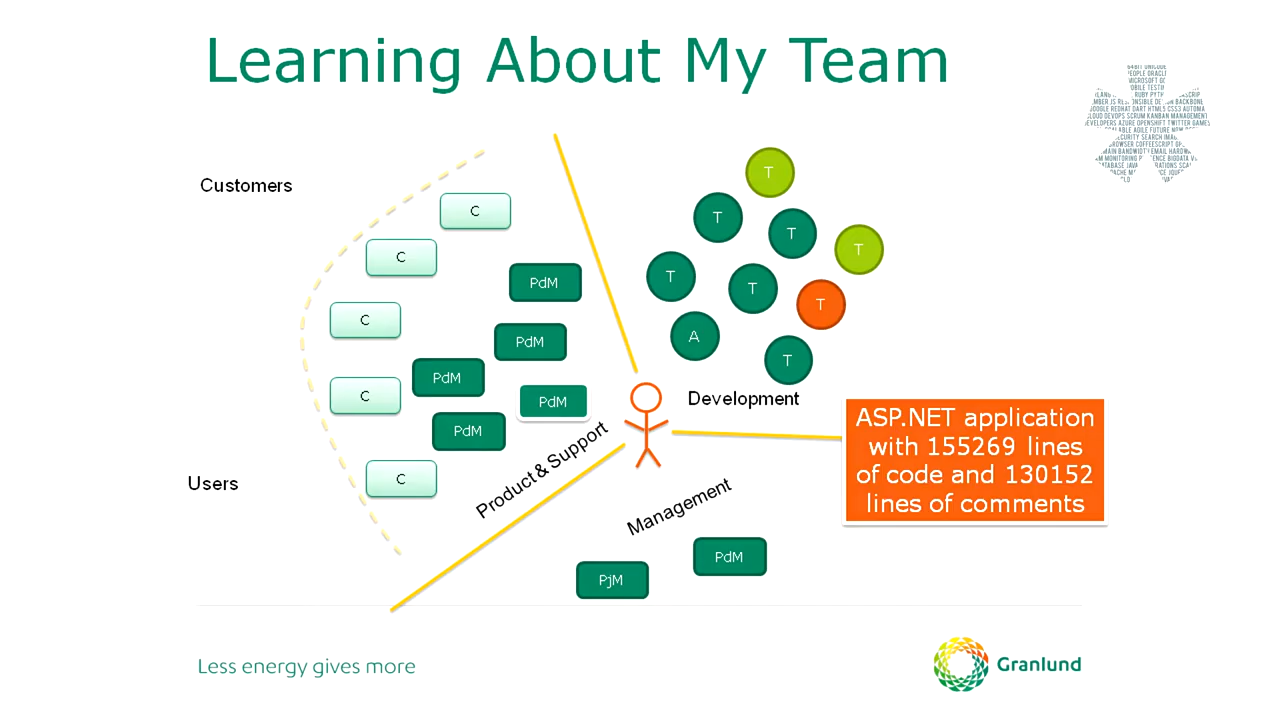 Learning About My Team
Customers
C
C
C
C
C
Users
PdM
PdM
PdM
PdM
PdM
Product & Support
T
T
T
T
T
T
T
A
T
Development
ASP.NET application
with 155269 lines
of code and 130152
lines of comments
Management
PjM
PdM
Less energy gives more
Granlund